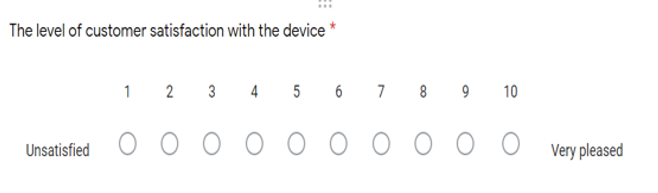 The level of customer satisfaction with the device *
1 2 3 4 5 6 7 8 9 10
Unsatisfied Very pleased